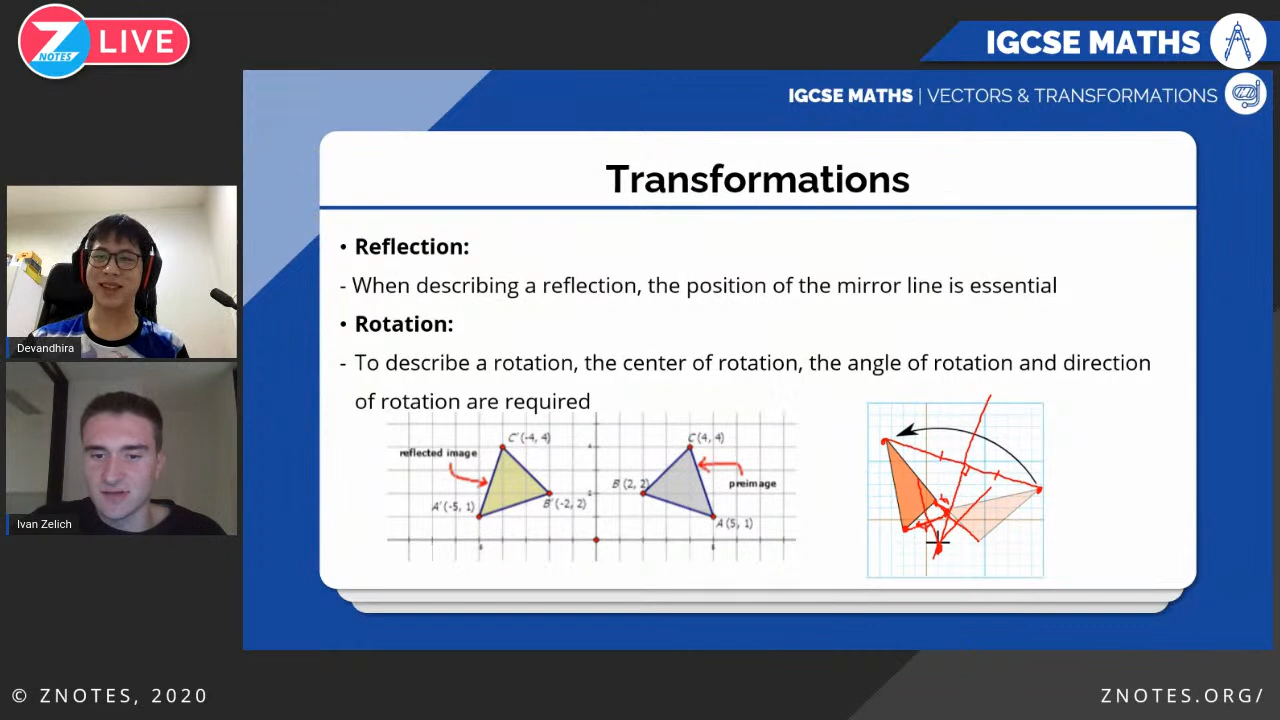 Z
NOTES
LIVE
IGCSE MATHS
IGCSE MATHS | VECTORS & TRANSFORMATIONS
Transformations
• Reflection:
- When describing a reflection, the position of the mirror line is essential
• Rotation:
- To describe a rotation, the center of rotation, the angle of rotation and direction
of rotation are required
C'(-4, 4)
C(4, 4)
reflected image
B(2, 2)
preimage
A'(-5, 1)
B'(-2, 2)
A(5, 1)
Devandhira
Ivan Zelich
© ZNOTES, 2020
ZNOTES.ORG/